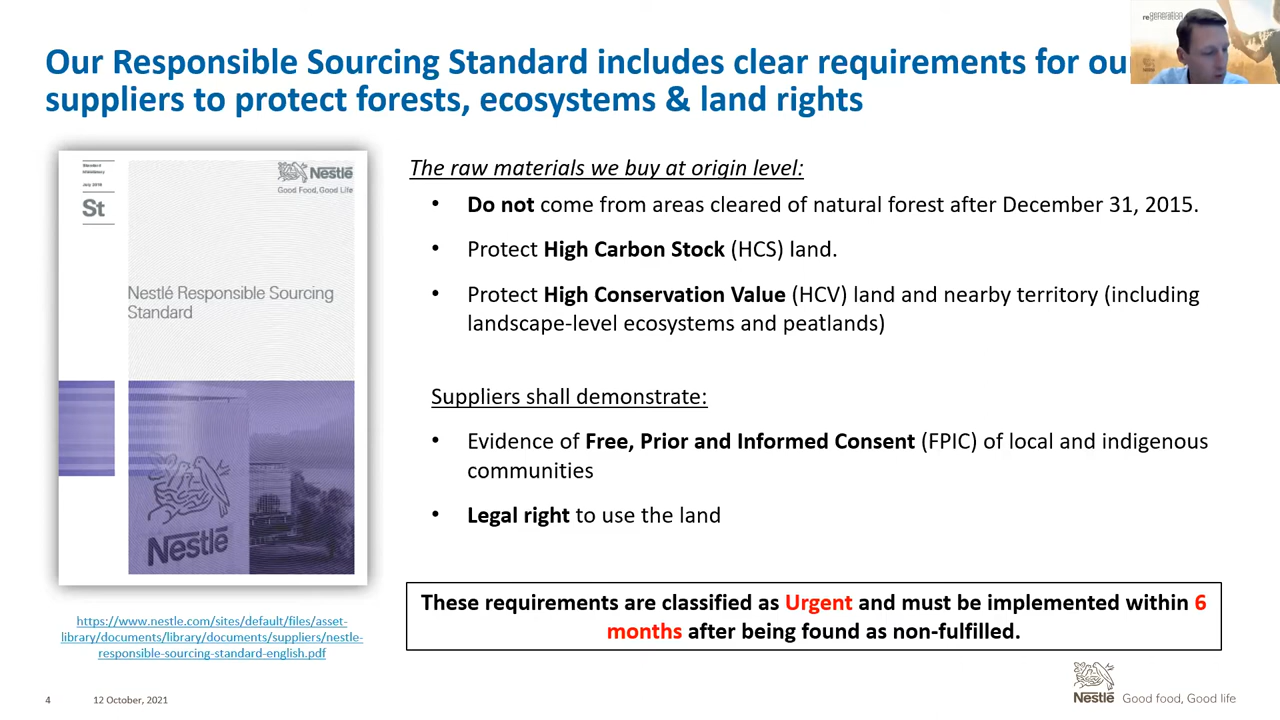 Our Responsible Sourcing Standard includes clear requirements for our
suppliers to protect forests, ecosystems & land rights
regeneration
Standard
Mandatory
July 2018
St
Nestlé
Good Food, Good Life
Nestlé Responsible Sourcing
Standard
Nestlé
https://www.nestle.com/sites/default/files/asset-
library/documents/library/documents/suppliers/nestle-
responsible-sourcing-standard-english.pdf
The raw materials we buy at origin level:
• Do not come from areas cleared of natural forest after December 31, 2015.
• Protect High Carbon Stock (HCS) land.
• Protect High Conservation Value (HCV) land and nearby territory (including
landscape-level ecosystems and peatlands)
Suppliers shall demonstrate:
• Evidence of Free, Prior and Informed Consent (FPIC) of local and indigenous
communities
• Legal right to use the land
These requirements are classified as Urgent and must be implemented within 6
months after being found as non-fulfilled.
4 12 October, 2021
Nestlé Good food, Good life